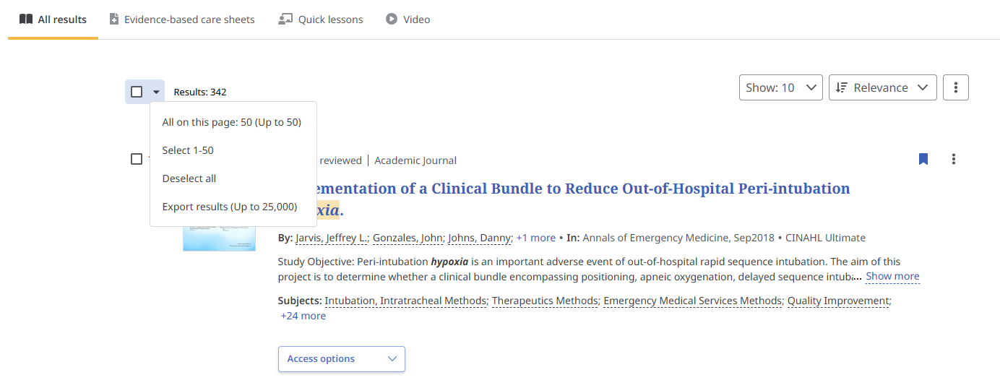 All results Evidence-based care sheets Quick lessons Video
Results: 342 Show: 10 Relevance
All on this page: 50 (Up to 50)
Select 1-50
Deselect all
Export results (Up to 25,000)
reviewed | Academic Journal
ementation of a Clinical Bundle to Reduce Out-of-Hospital Peri-intubation
xia.
By: Jarvis, Jeffrey L.; Gonzales, John; Johns, Danny; +1 more • In: Annals of Emergency Medicine, Sep2018 • CINAHL Ultimate
Study Objective: Peri-intubation hypoxia is an important adverse event of out-of-hospital rapid sequence intubation. The aim of this
project is to determine whether a clinical bundle encompassing positioning, apneic oxygenation, delayed sequence intub... Show more
Subjects: Intubation, Intratracheal Methods; Therapeutics Methods; Emergency Medical Services Methods; Quality Improvement;
+24 more
Access options